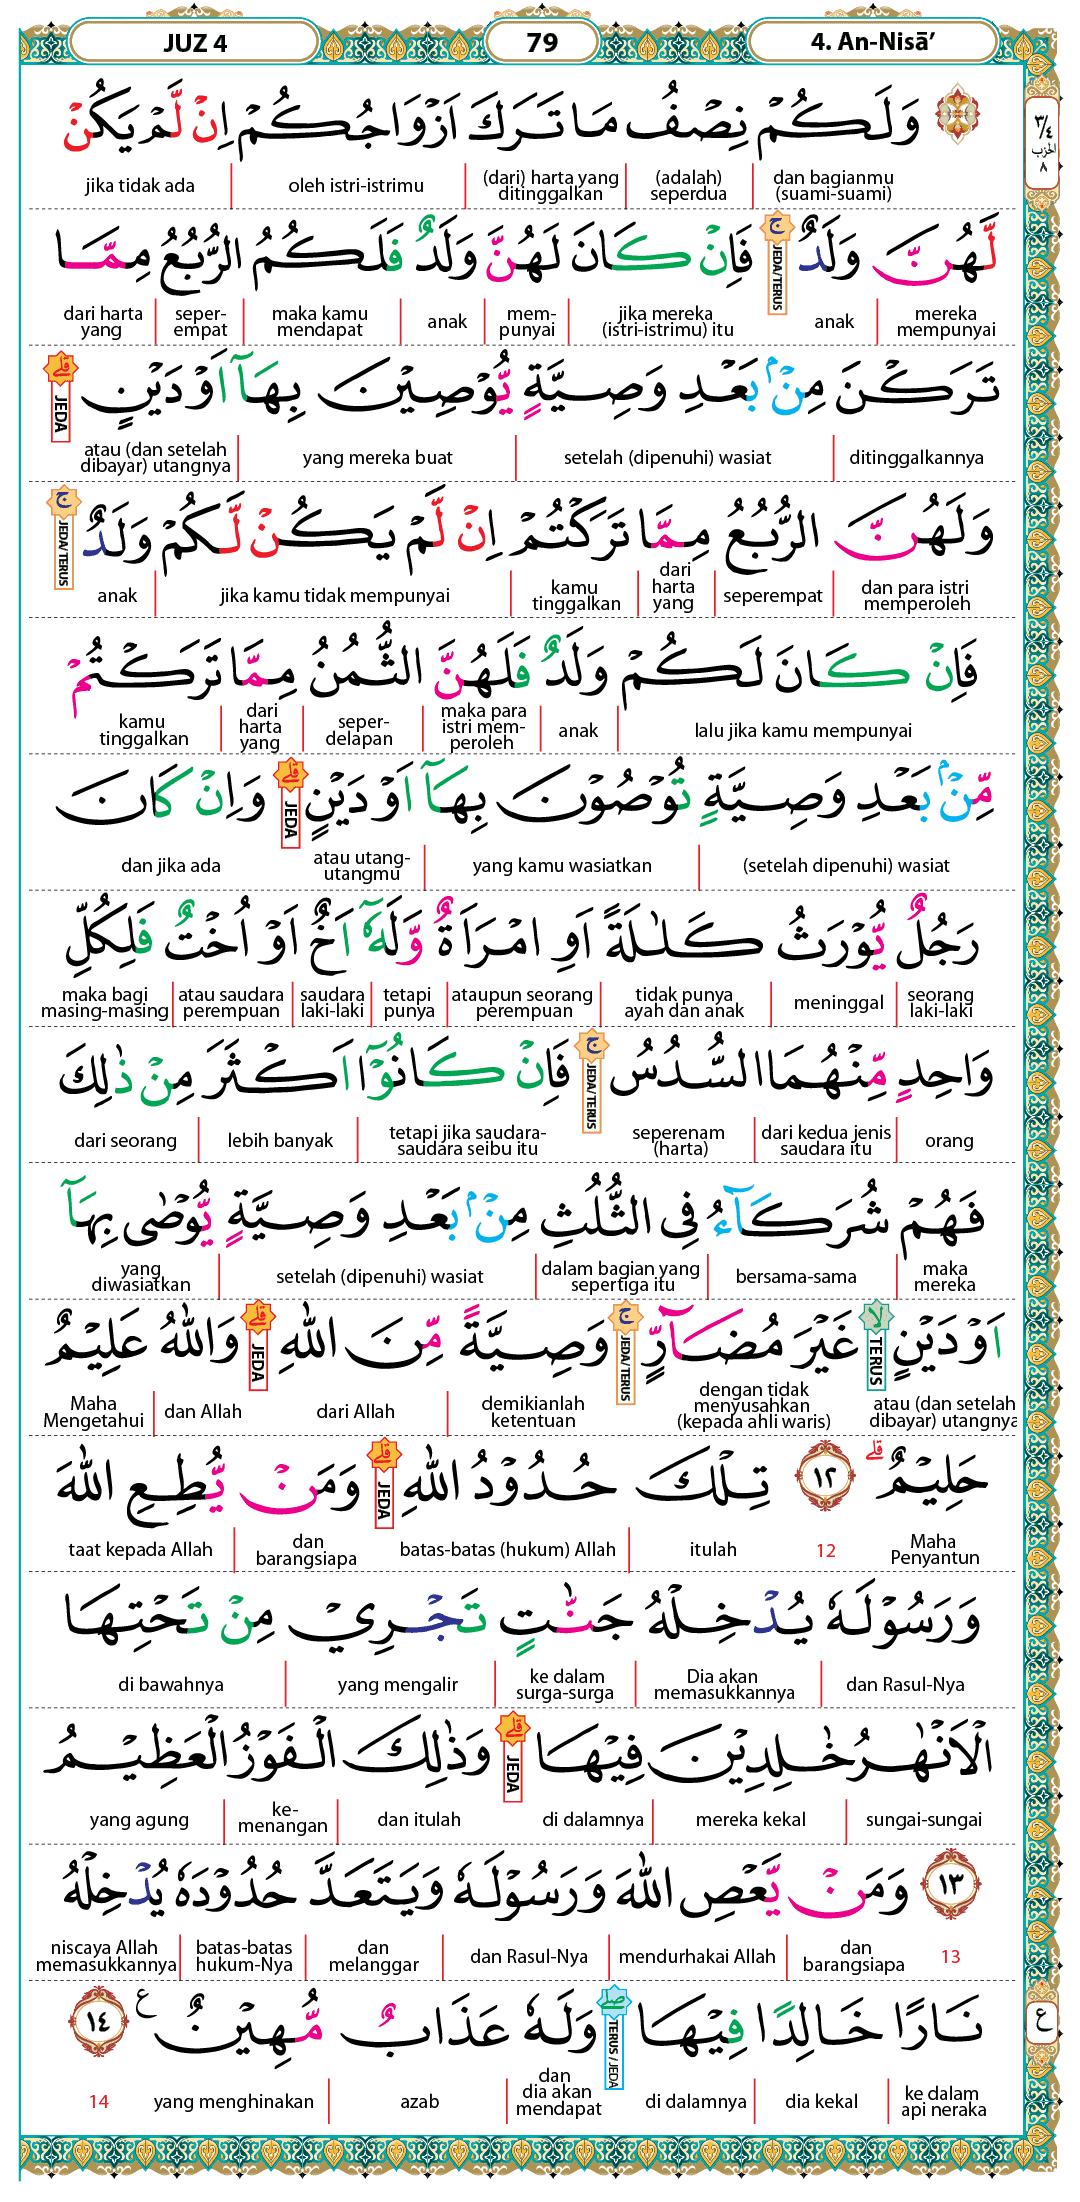 JUZ 4
79
4. An-Nisā’
٣/٤
الحزب
٨
وَلَكُمْ نِصْفُ مَا تَرَكَ اَزْوَاجُكُمْ اِنْ لَّمْ يَكُنْ
dan bagianmu (suami-suami) | (adalah) seperdua | (dari) harta yang ditinggalkan | oleh istri-istrimu | jika tidak ada
لَّهُنَّ وَلَدٌ ۚ فَاِنْ كَانَ لَهُنَّ وَلَدٌ فَلَكُمُ الرُّبُعُ مِمَّا
JEDA/TERUS
mereka mempunyai | anak | jika mereka (istri-istrimu) itu | mem-punyai | anak | maka kamu mendapat | seper-empat | dari harta yang
تَرَكْنَ مِنْۢ بَعْدِ وَصِيَّةٍ يُّوْصِيْنَ بِهَآ اَوْ دَيْنٍ ۗ
JEDA
ditinggalkannya | setelah (dipenuhi) wasiat | yang mereka buat | atau (dan setelah dibayar) utangnya
وَلَهُنَّ الرُّبُعُ مِمَّا تَرَكْتُمْ اِنْ لَّمْ يَكُنْ لَّكُمْ وَلَدٌ ۚ
JEDA/TERUS
dan para istri memperoleh | seperempat | dari harta yang | kamu tinggalkan | jika kamu tidak mempunyai | anak
فَاِنْ كَانَ لَكُمْ وَلَدٌ فَلَهُنَّ الثُّمُنُ مِمَّا تَرَكْتُمْ
lalu jika kamu mempunyai | anak | maka para istri mem-peroleh | seper-delapan | dari harta yang | kamu tinggalkan
مِّنْۢ بَعْدِ وَصِيَّةٍ تُوْصُوْنَ بِهَآ اَوْ دَيْنٍ ۗ وَاِنْ كَانَ
JEDA
(setelah dipenuhi) wasiat | yang kamu wasiatkan | atau utang-utangmu | dan jika ada
رَجُلٌ يُّوْرَثُ كَلٰلَةً اَوِ امْرَاَةٌ وَّلَهٗٓ اَخٌ اَوْ اُخْتٌ فَلِكُلِّ
seorang laki-laki | meninggal | tidak punya ayah dan anak | ataupun seorang perempuan | tetapi punya | saudara laki-laki | atau saudara perempuan | maka bagi masing-masing
وَاحِدٍ مِّنْهُمَا السُّدُسُ ۚ فَاِنْ كَانُوْٓا اَكْثَرَ مِنْ ذٰلِكَ
JEDA/TERUS
orang | dari kedua jenis saudara itu | seperenam (harta) | tetapi jika saudara-saudara seibu itu | lebih banyak | dari seorang
فَهُمْ شُرَكَآءُ فِى الثُّلُثِ مِنْۢ بَعْدِ وَصِيَّةٍ يُّوْصٰى بِهَآ
maka mereka | bersama-sama | dalam bagian yang sepertiga itu | setelah (dipenuhi) wasiat | yang diwasiatkan
اَوْ دَيْنٍ ۙ غَيْرَ مُضَآرٍّ ۚ وَصِيَّةً مِّنَ اللّٰهِ ۗ وَاللّٰهُ عَلِيْمٌ
TERUS
JEDA/TERUS
JEDA
atau (dan setelah dibayar) utangnya | dengan tidak menyusahkan (kepada ahli waris) | demikianlah ketentuan | dari Allah | dan Allah | Maha Mengetahui
حَلِيْمٌ ۗ ١٢ تِلْكَ حُدُوْدُ اللّٰهِ ۗ وَمَنْ يُّطِعِ اللّٰهَ
JEDA
Maha Penyantun | 12 | itulah | batas-batas (hukum) Allah | dan barangsiapa | taat kepada Allah
وَرَسُوْلَهٗ يُدْخِلْهُ جَنّٰتٍ تَجْرِيْ مِنْ تَحْتِهَا
dan Rasul-Nya | Dia akan memasukkannya | ke dalam surga-surga | yang mengalir | di bawahnya
الْاَنْهٰرُ خٰلِدِيْنَ فِيْهَا ۗ وَذٰلِكَ الْفَوْزُ الْعَظِيْمُ
JEDA
sungai-sungai | mereka kekal | di dalamnya | dan itulah | ke-menangan | yang agung
١٣ وَمَنْ يَّعْصِ اللّٰهَ وَرَسُوْلَهٗ وَيَتَعَدَّ حُدُوْدَهٗ يُدْخِلْهُ
13 | dan barangsiapa | mendurhakai Allah | dan Rasul-Nya | dan melanggar | batas-batas hukum-Nya | niscaya Allah memasukkannya
نَارًا خَالِدًا فِيْهَا ۖ وَلَهٗ عَذَابٌ مُّهِيْنٌ ع ١٤
TERUS/JEDA
ع
ke dalam api neraka | dia kekal | di dalamnya | dan dia akan mendapat | azab | yang menghinakan | 14